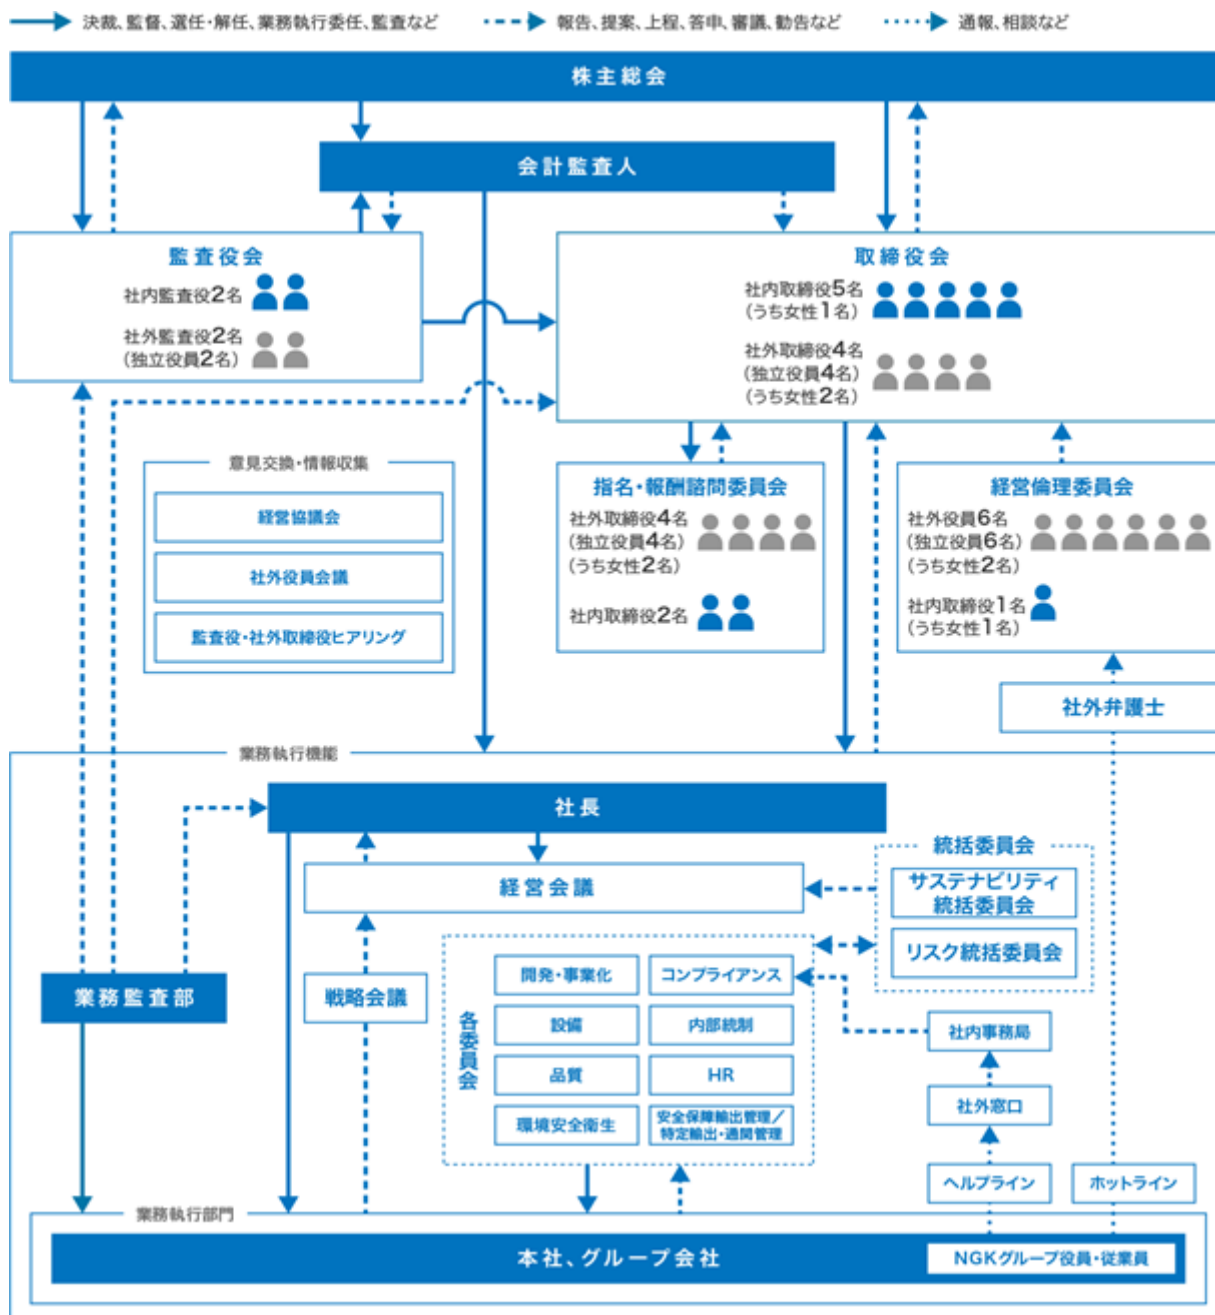 決裁、監督、選任・解任、業務執行委任、監査など
報告、提案、上程、答申、審議、勧告など
通報、相談など
株主総会
会計監査人
監査役会
社内監査役2名
社外監査役2名
(独立役員2名)
取締役会
社内取締役5名
(うち女性1名)
社外取締役4名
(独立役員4名)
(うち女性2名)
意見交換・情報収集
経営協議会
社外役員会議
監査役・社外取締役ヒアリング
指名・報酬諮問委員会
社外取締役4名
(独立役員4名)
(うち女性2名)
社内取締役2名
経営倫理委員会
社外役員6名
(独立役員6名)
(うち女性2名)
社内取締役1名
(うち女性1名)
社外弁護士
業務執行機能
社長
経営会議
統括委員会
サステナビリティ
統括委員会
リスク統括委員会
業務監査部
戦略会議
各委員会
開発・事業化
コンプライアンス
設備
内部統制
品質
HR
環境安全衛生
安全保障輸出管理／
特定輸出・通関管理
社内事務局
社外窓口
ヘルプライン
ホットライン
業務執行部門
本社、グループ会社
NGKグループ役員・従業員